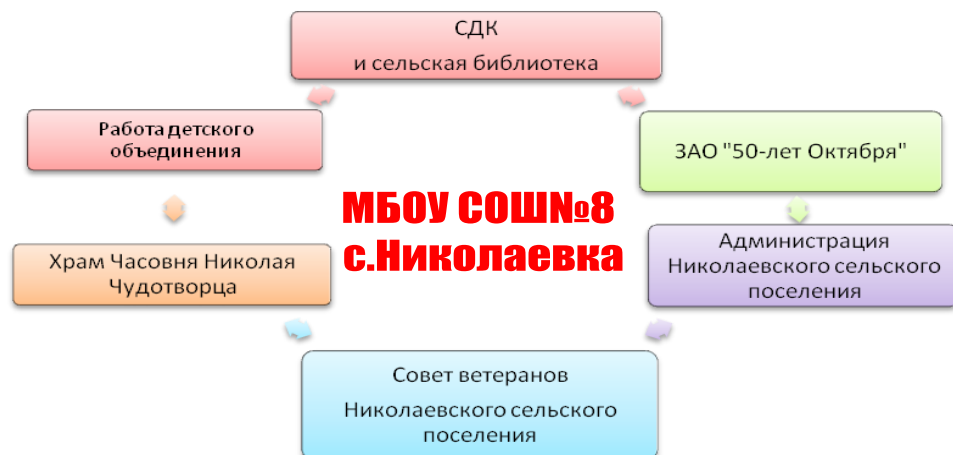 СДК
и сельская библиотека
Работа детского
объединения
ЗАО "50-лет Октября"
МБОУ СОШ№8
с.Николаевка
Храм Часовня Николая
Чудотворца
Администрация
Николаевского сельского
поселения
Совет ветеранов
Николаевского сельского
поселения